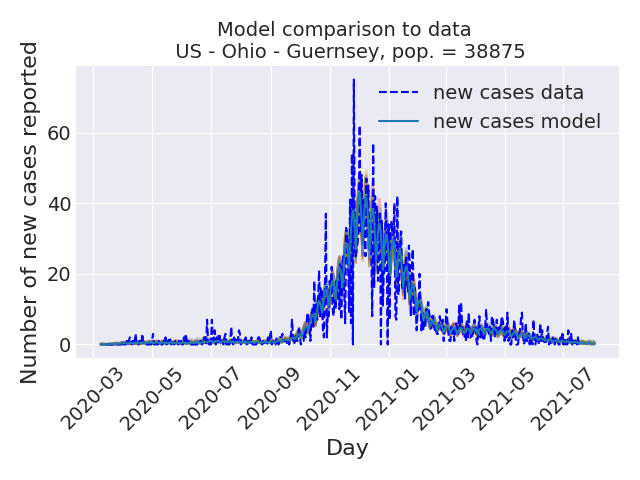 Model comparison to data
US - Ohio - Guernsey, pop. = 38875
new cases data
new cases model
Number of new cases reported
60
40
20
0
2020-03
2020-05
2020-07
2020-09
2020-11
2021-01
2021-03
2021-05
2021-07
Day